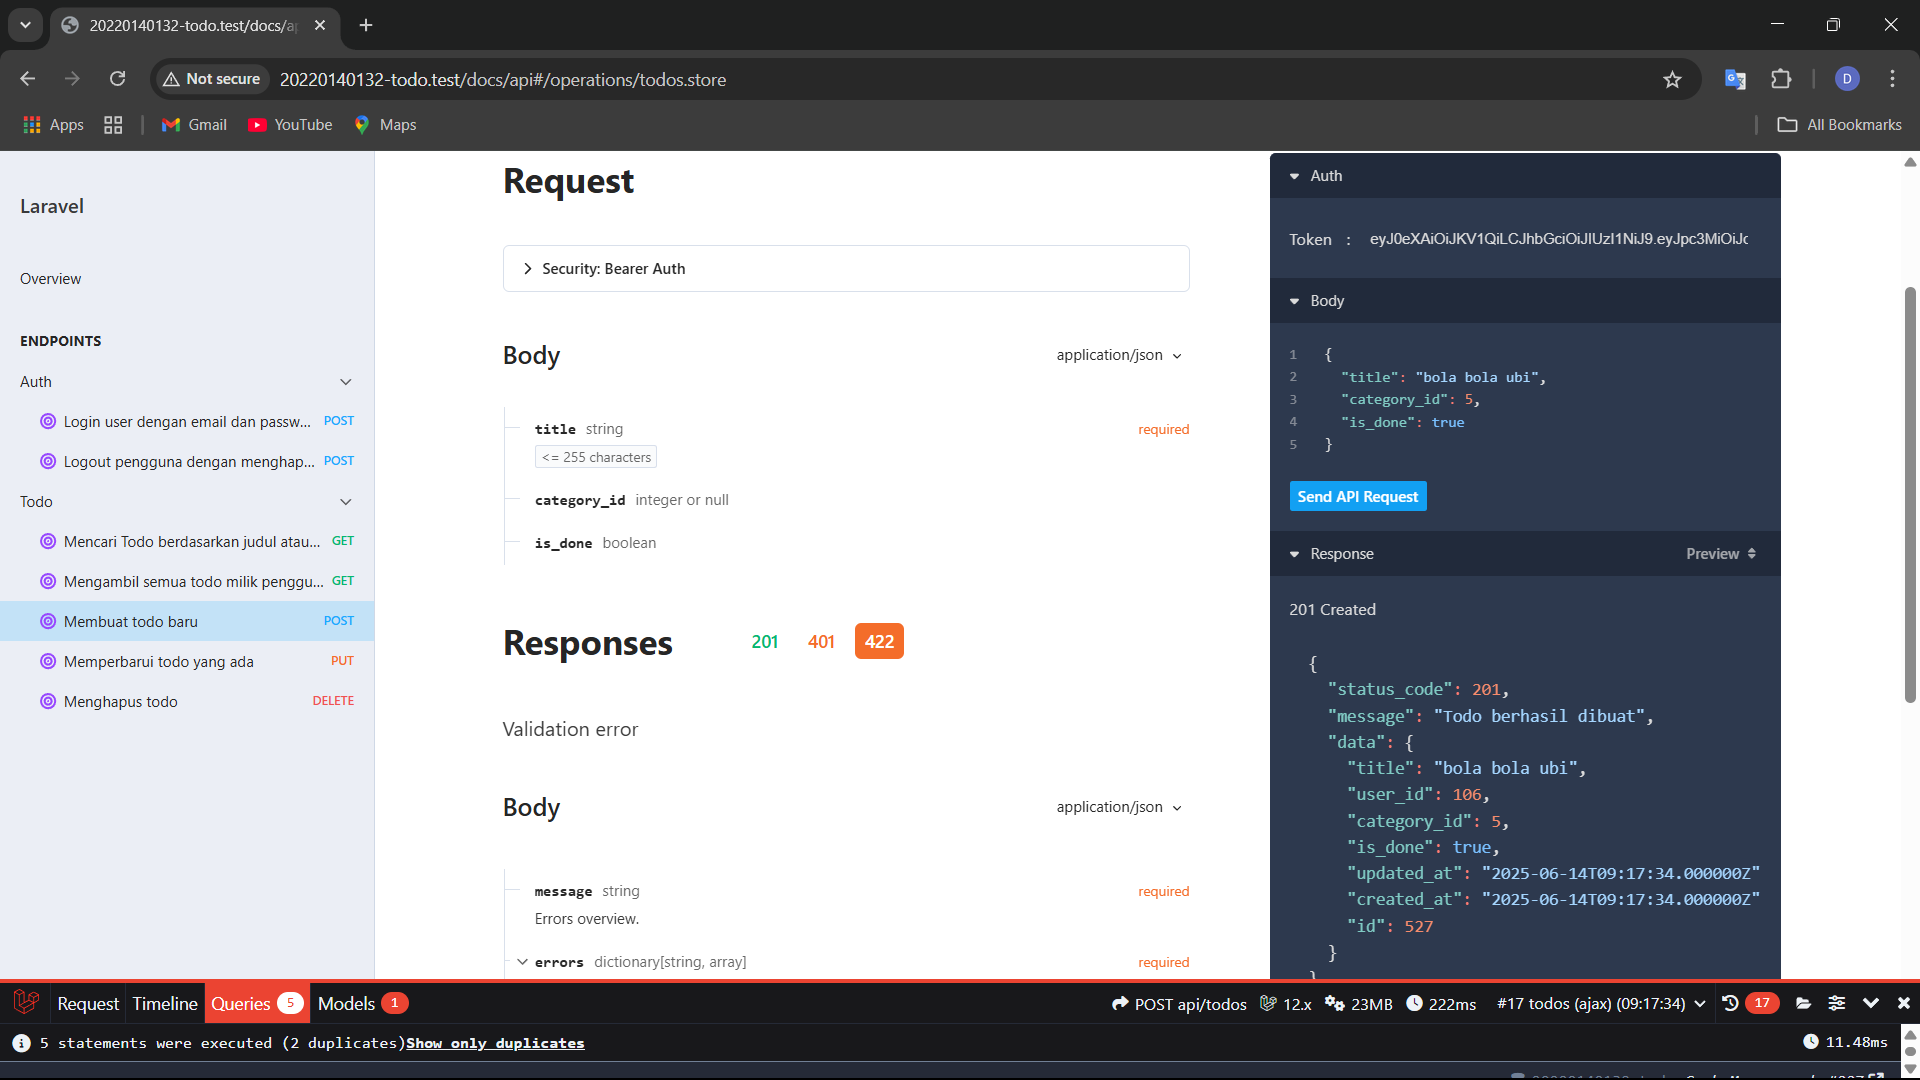 20220140132-todo.test/docs/ap
Not secure
20220140132-todo.test/docs/api#/operations/todos.store
D
Apps
Gmail
YouTube
Maps
All Bookmarks
Laravel
Overview
ENDPOINTS
Auth
Login user dengan email dan passw... POST
Logout pengguna dengan menghap... POST
Todo
Mencari Todo berdasarkan judul atau... GET
Mengambil semua todo milik penggu... GET
Membuat todo baru POST
Memperbarui todo yang ada PUT
Menghapus todo DELETE
Request
Security: Bearer Auth
Body application/json
title string required
<= 255 characters
category_id integer or null
is_done boolean
Responses 201 401 422
Validation error
Body application/json
message string required
Errors overview.
errors dictionary[string, array] required
Auth
Token : eyJ0eXAiOiJKV1QiLCJhbGciOiJIUzI1NiJ9.eyJpc3MiOiJo
Body
1 {
2 "title": "bola bola ubi",
3 "category_id": 5,
4 "is_done": true
5 }
Send API Request
Response Preview
201 Created
{
"status_code": 201,
"message": "Todo berhasil dibuat",
"data": {
"title": "bola bola ubi",
"user_id": 106,
"category_id": 5,
"is_done": true,
"updated_at": "2025-06-14T09:17:34.000000Z"
"created_at": "2025-06-14T09:17:34.000000Z"
"id": 527
}
}
Request Timeline Queries 5 Models 1 POST api/todos 12.x 23MB 222ms #17 todos (ajax) (09:17:34) 17
5 statements were executed (2 duplicates)Show only duplicates 11.48ms